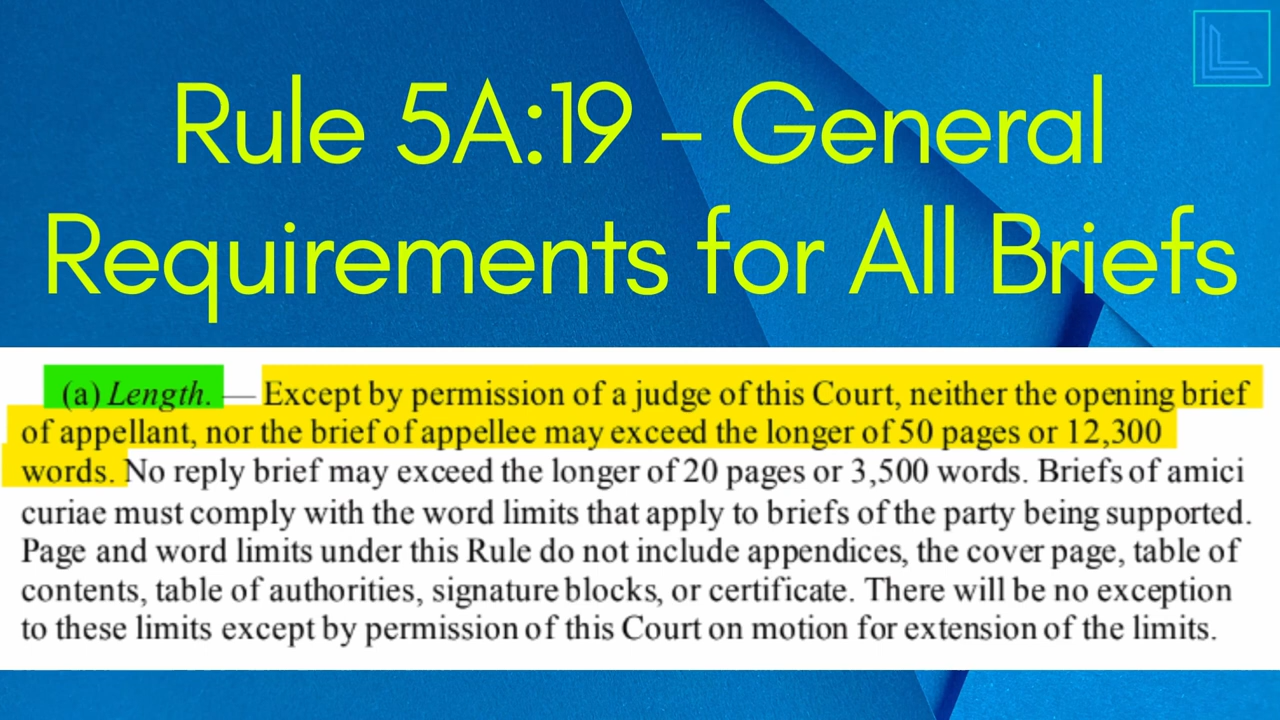 Rule 5A:19 – General
Requirements for All Briefs
(a) Length. — Except by permission of a judge of this Court, neither the opening brief
of appellant, nor the brief of appellee may exceed the longer of 50 pages or 12,300
words. No reply brief may exceed the longer of 20 pages or 3,500 words. Briefs of amici
curiae must comply with the word limits that apply to briefs of the party being supported.
Page and word limits under this Rule do not include appendices, the cover page, table of
contents, table of authorities, signature blocks, or certificate. There will be no exception
to these limits except by permission of this Court on motion for extension of the limits.